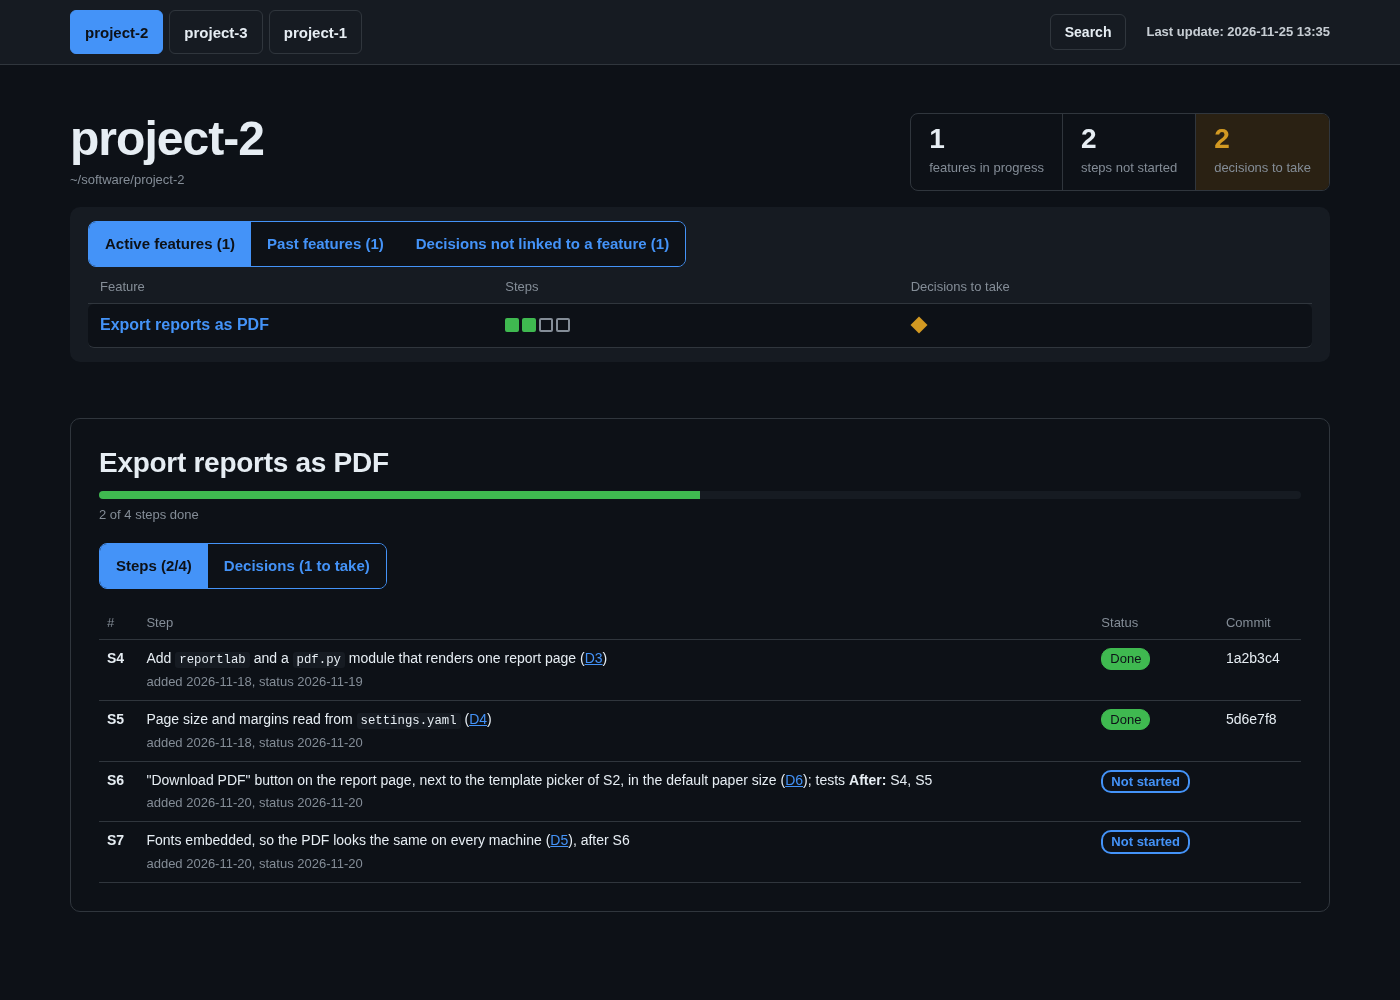 project-2
project-3
project-1
Search
Last update: 2026-11-25 13:35
project-2
~/software/project-2
1
features in progress
2
steps not started
2
decisions to take
Active features (1)
Past features (1)
Decisions not linked to a feature (1)
Feature
Steps
Decisions to take
Export reports as PDF
Export reports as PDF
2 of 4 steps done
Steps (2/4)
Decisions (1 to take)
#
Step
Status
Commit
S4
Add reportlab and a pdf.py module that renders one report page (D3)
added 2026-11-18, status 2026-11-19
Done
1a2b3c4
S5
Page size and margins read from settings.yaml (D4)
added 2026-11-18, status 2026-11-20
Done
5d6e7f8
S6
"Download PDF" button on the report page, next to the template picker of S2, in the default paper size (D6); tests After: S4, S5
added 2026-11-20, status 2026-11-20
Not started
S7
Fonts embedded, so the PDF looks the same on every machine (D5), after S6
added 2026-11-20, status 2026-11-20
Not started